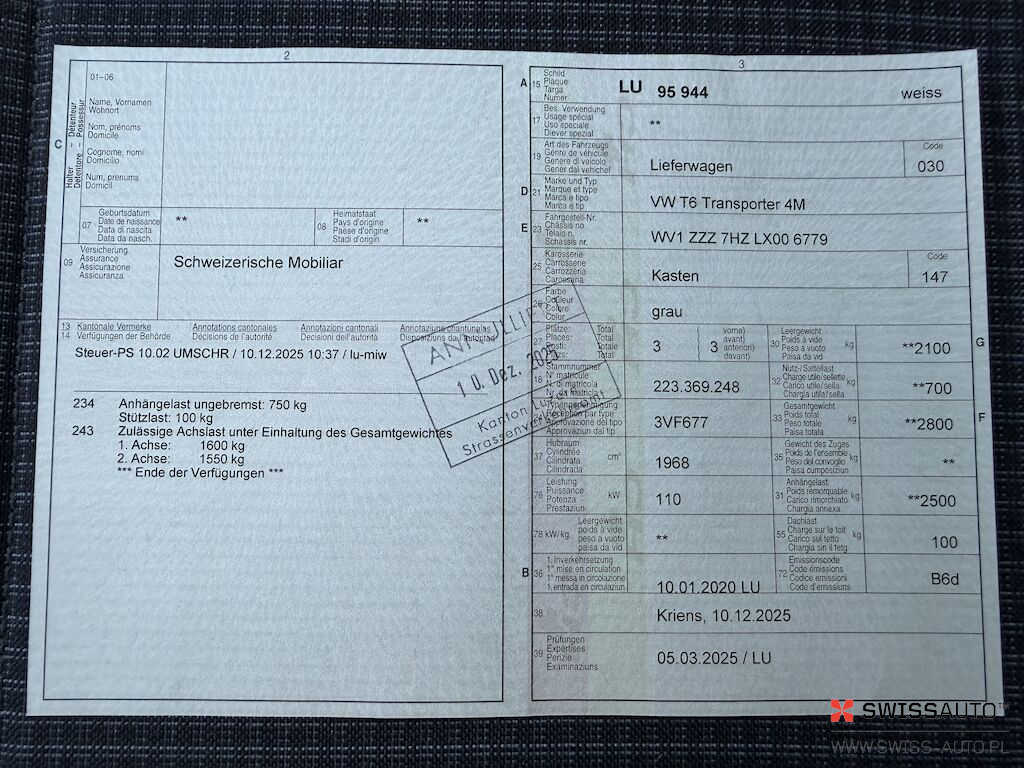 2
01–06
Halter – Détenteur
Detentore – Possessur
C
Name, Vornamen
Wohnort
Nom, prénoms
Domicile
Cognome, nomi
Domicilio
Num, prenums
Domicil
07
Geburtsdatum
Date de naissance
Data di nascita
Data da nasch.
**
08
Heimatstaat
Pays d'origine
Paese d'origine
Stadi d'origin
**
09
Versicherung
Assurance
Assicurazione
Assicuranza
Schweizerische Mobiliar
13 Kantonale Vermerke
14 Verfügungen der Behörde
Annotations cantonales
Décisions de l'autorité
Annotazioni cantonali
Decisioni dell'autorità
Annotaziuns chantunalas
Disposiziuns da l'autoritad
Steuer-PS 10.02 UMSCHR / 10.12.2025 10:37 / lu-miw
234 Anhängelast ungebremst: 750 kg
Stützlast: 100 kg
243 Zulässige Achslast unter Einhaltung des Gesamtgewichtes
1. Achse: 1600 kg
2. Achse: 1550 kg
*** Ende der Verfügungen ***
10. Dez. 2025
3
A 15 Schild
Plaque
Targa
Numer
LU 95 944 weiss
17 Bes. Verwendung
Usage spécial
Uso speciale
Diever spezial
**
19 Art des Fahrzeugs
Genre de véhicule
Genere di veicolo
Gener dal vehichel
Lieferwagen
Code
030
D 21 Marke und Typ
Marque et type
Marca e tipo
Marca e tip
VW T6 Transporter 4M
E 23 Fahrgestell-Nr.
Châssis no
Telaio n.
Schassis nr.
WV1 ZZZ 7HZ LX00 6779
25 Karosserie
Carrosserie
Carrozzeria
Carossaria
Kasten
Code
147
26 Farbe
Couleur
Colore
Colur
grau
27 Plätze: Total
Places: Total
Posti: Totale
Total
3
3
vorne)
avant)
anteriori)
davant)
30 Leergewicht
Poids à vide
Peso a vuoto
Paisa da vid
kg
**2100
G
18 Stammnummer
N° matricule
N. di matricola
Nr. da matricla
223.369.248
32 Nutz-/Sattellast
Charge utile/sellette
Carico utile/sella
Chargia utila/sella
kg
**700
Réception par type
Approvazione del tipo
Approvaziun dal tip
3VF677
33 Gesamtgewicht
Poids total
Peso totale
Paisa totala
kg
**2800
F
37 Hubraum
Cylindrée
Cilindrata
Cilindrada
cm³
1968
35 Gewicht des Zuges
Poids de l'ensemble
Peso del convoglio
Paisa cumposiziun
kg
**
76 Leistung
Puissance
Potenza
Prestaziun
kW
110
31 Anhängelast
Poids remorquable
Carico rimorchiato
Chargia annexa
kg
**2500
78 kW/kg
Leergewicht
poids à vide
peso a vuoto
paisa da vid
**
55 Dachlast
Charge sur le toit
Carico sul tetto
Chargia sin il tetg
kg
100
B 36 1. Inverkehrsetzung
1re mise en circulation
1a messa in circolazione
1. entrada en circulaziun
10.01.2020 LU
72 Emissionscode
Code émissions
Codice emissioni
Code d'emissiuns
B6d
38
Kriens, 10.12.2025
39 Prüfungen
Expertises
Perizie
Examinaziuns
05.03.2025 / LU
SWISSAUTO™
WWW.SWISS-AUTO.PL